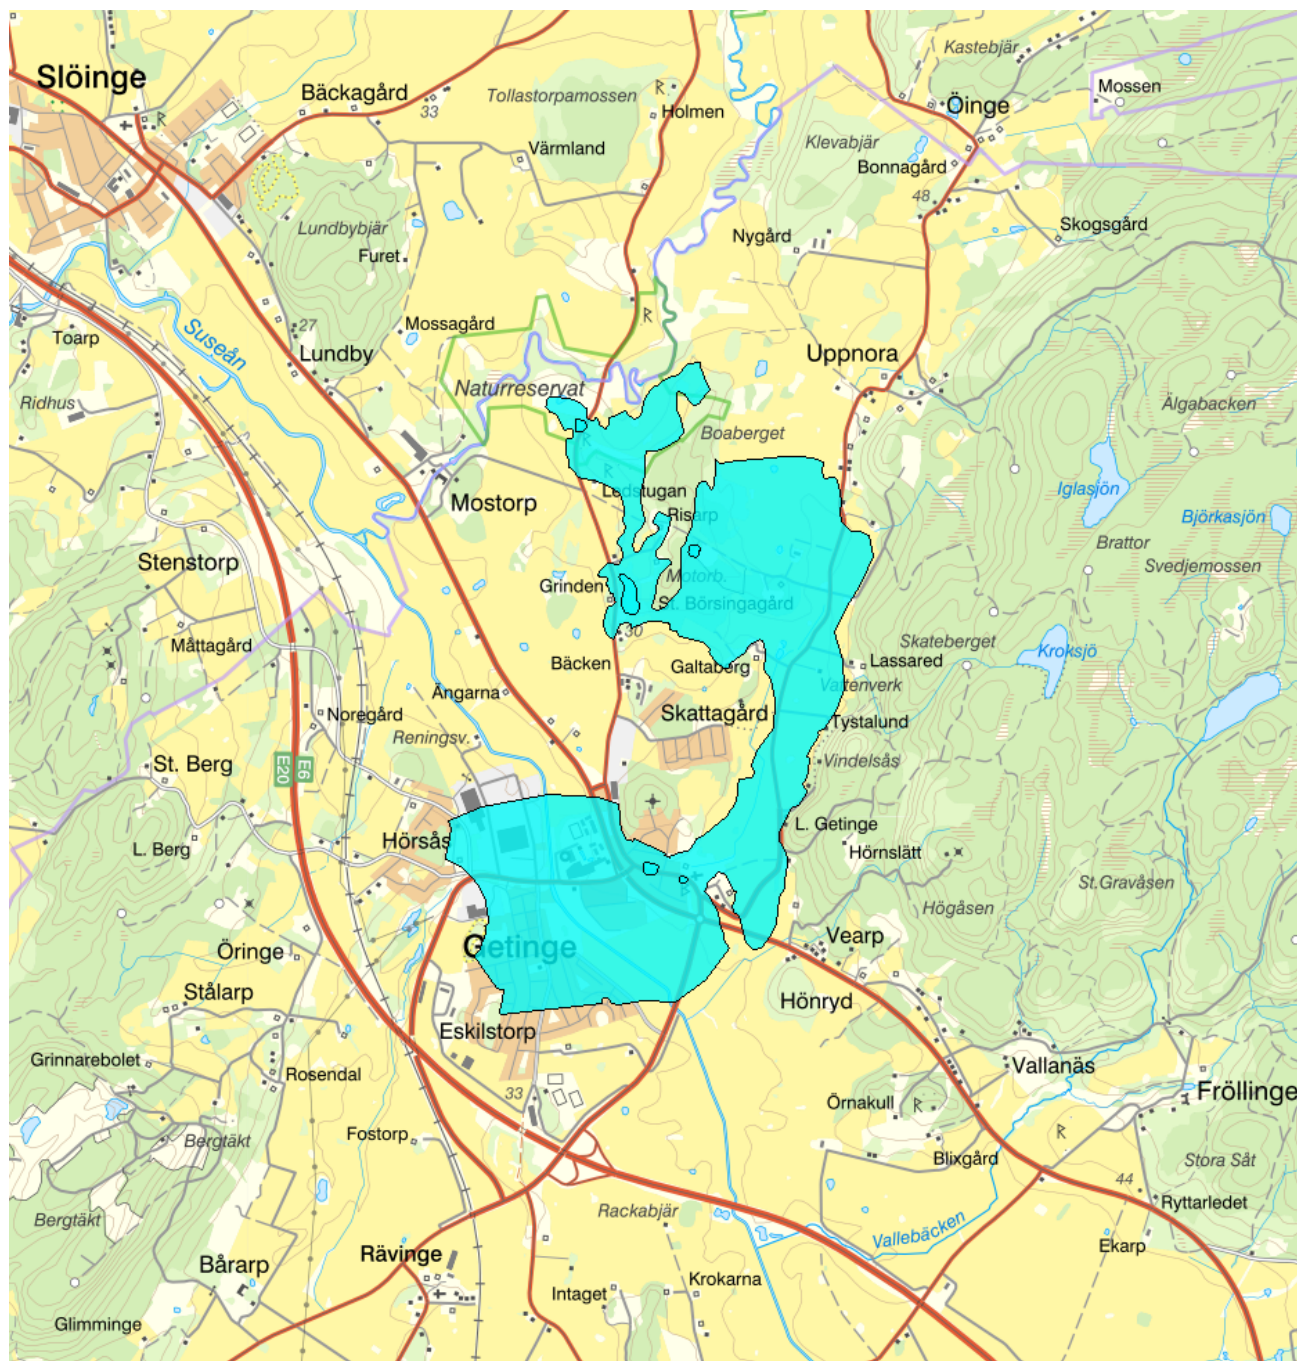 Kastebjär
Slöinge
Mossen
Bäckagård
Tollastorpamossen
Öinge
33
Holmen
Klevabjär
Värmland
Bonnagård
48
Lundbybjär
Skogsgård
Nygård
Furet
27
Mossagård
Suseån
Toarp
Lundby
Uppnora
Naturreservat
Ridhus
Älgabacken
Boaberget
Iglasjön
Lodstugan
Mostorp
Risarp
Björkasjön
Brattor
Stenstorp
Svedjemossen
Motorb.
Grinden
St. Börsingagård
30
Måttagård
Skateberget
Kroksjö
Bäcken
Galtaberg
Lassared
Vattenverk
Ängarna
Noregård
Skattagård
Tystalund
Reningsv.
Vindelsås
St. Berg
E20
E6
L. Getinge
Hörsås
L. Berg
Hörnslätt
St.Gravåsen
Högåsen
Getinge
Vearp
Öringe
Stålarp
Hönryd
Eskilstorp
Grinnarebolet
Rosendal
Vallanäs
33
Fröllinge
Örnakull
Fostorp
Bergtäkt
Blixgård
Stora Såt
44
Rackabjär
Ryttarledet
Bergtäkt
Vallebäcken
Ekarp
Rävinge
Bårarp
Krokarna
Intaget
Glimminge